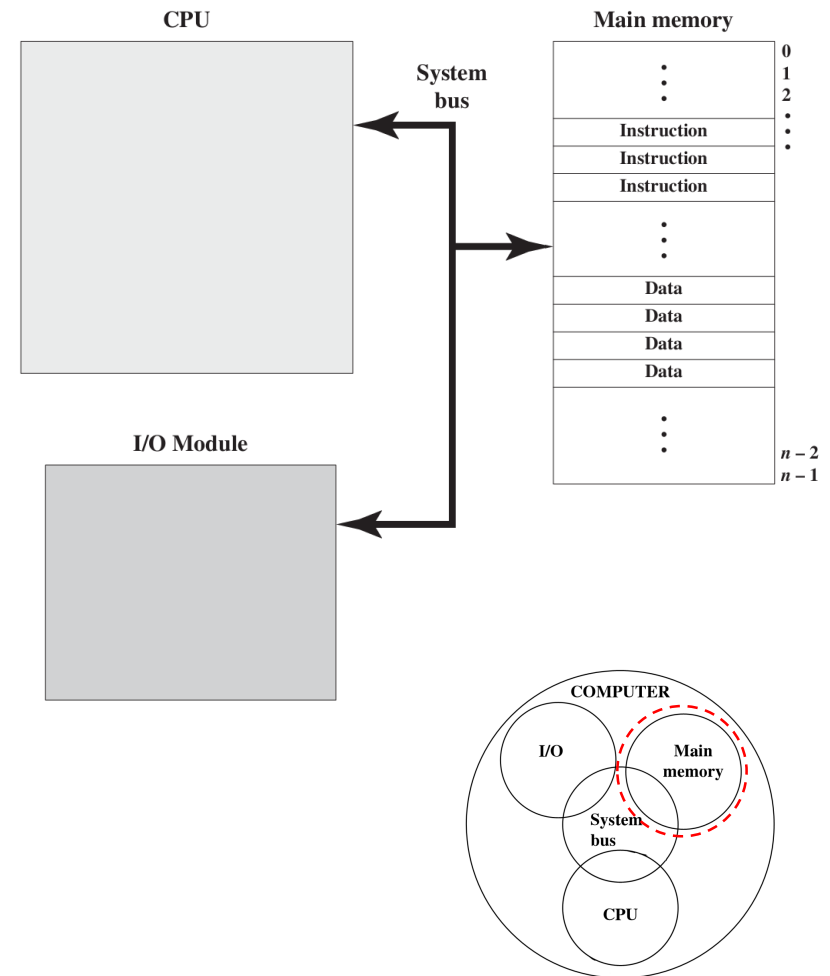 CPU
Main memory
System
bus
0
1
2
Instruction
Instruction
Instruction
Data
Data
Data
Data
I/O Module
n – 2
n – 1
COMPUTER
I/O
Main
memory
System
bus
CPU